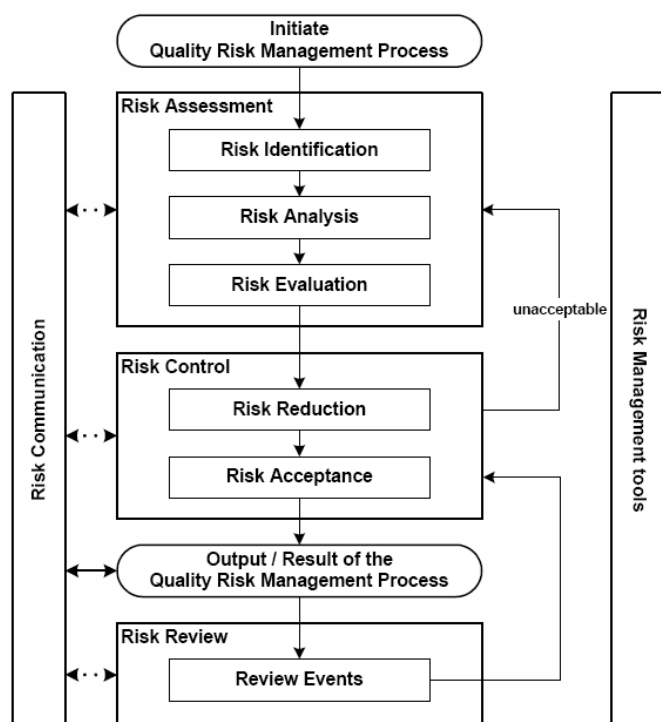 Initiate
Quality Risk Management Process
Risk Assessment
Risk Identification
Risk Analysis
Risk Evaluation
unacceptable
Risk Communication
Risk Management tools
Risk Control
Risk Reduction
Risk Acceptance
Output / Result of the
Quality Risk Management Process
Risk Review
Review Events